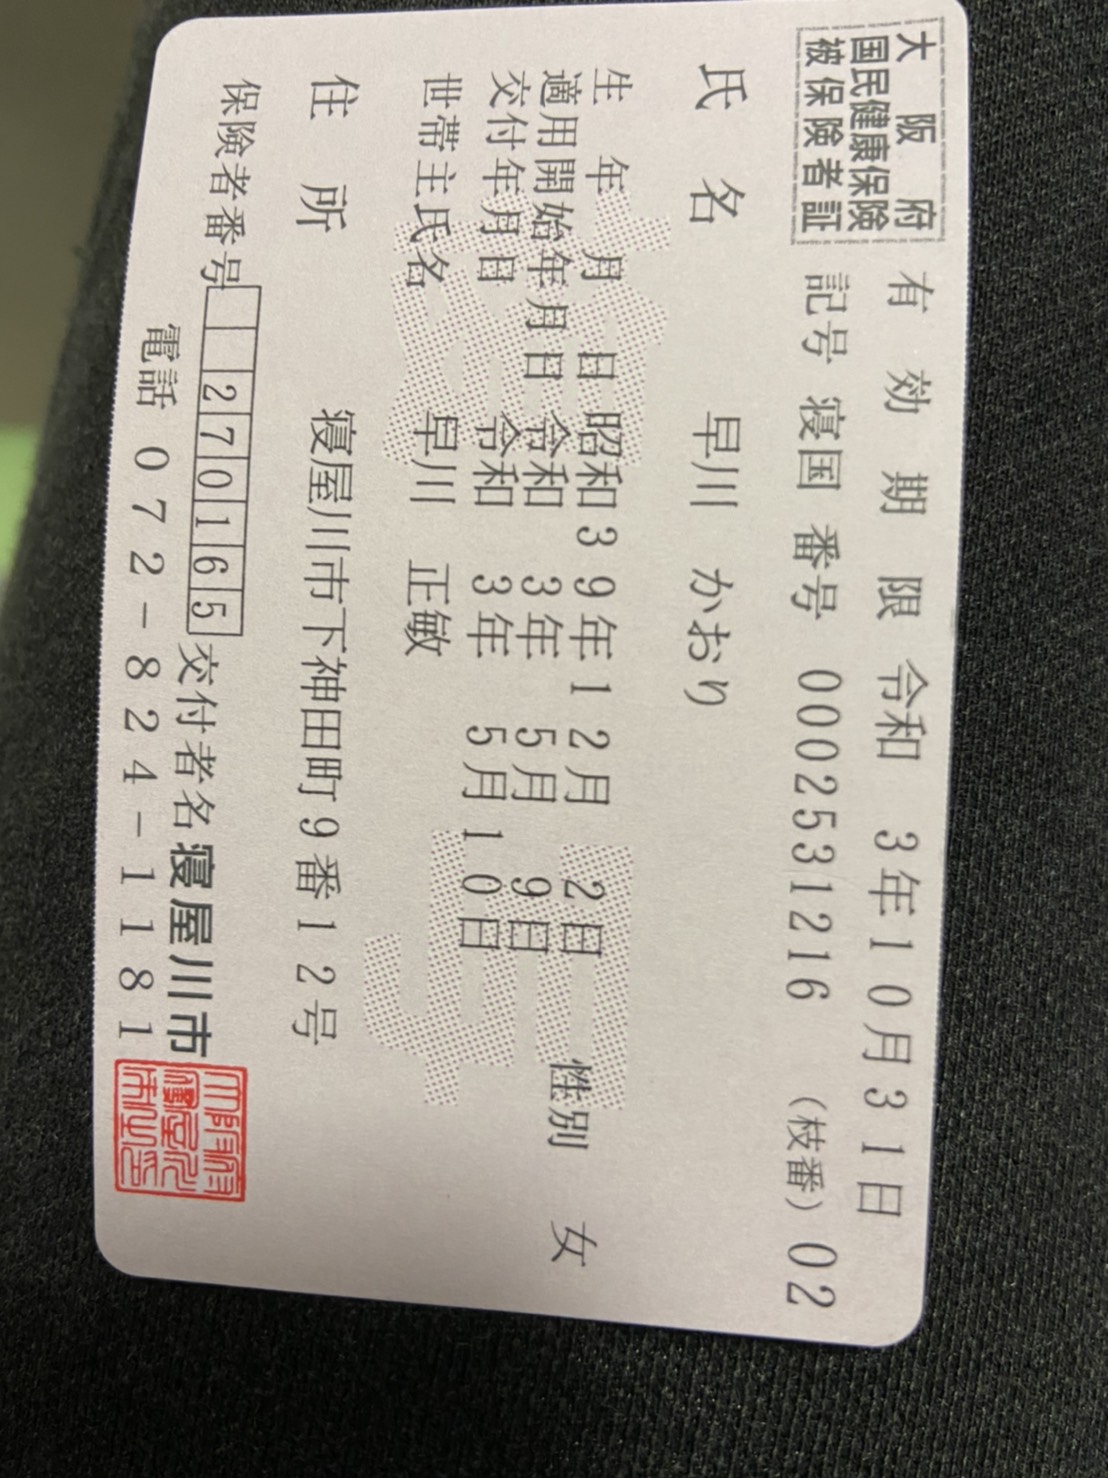 大阪府
国民健康保険
被保険者証
有効期限 令和 3年10月31日
記号 寝国 番号 0002531216 (枝番) 02
氏名 早川 かおり
生年月日 昭和39年12月 2日 性別 女
適用開始年月日 令和 3年 5月 9日
交付年月日 令和 3年 5月10日
世帯主氏名 早川 正敏
住所 寝屋川市下神田町9番12号
保険者番号 270165 交付者名 寝屋川市
電話 072-824-1181